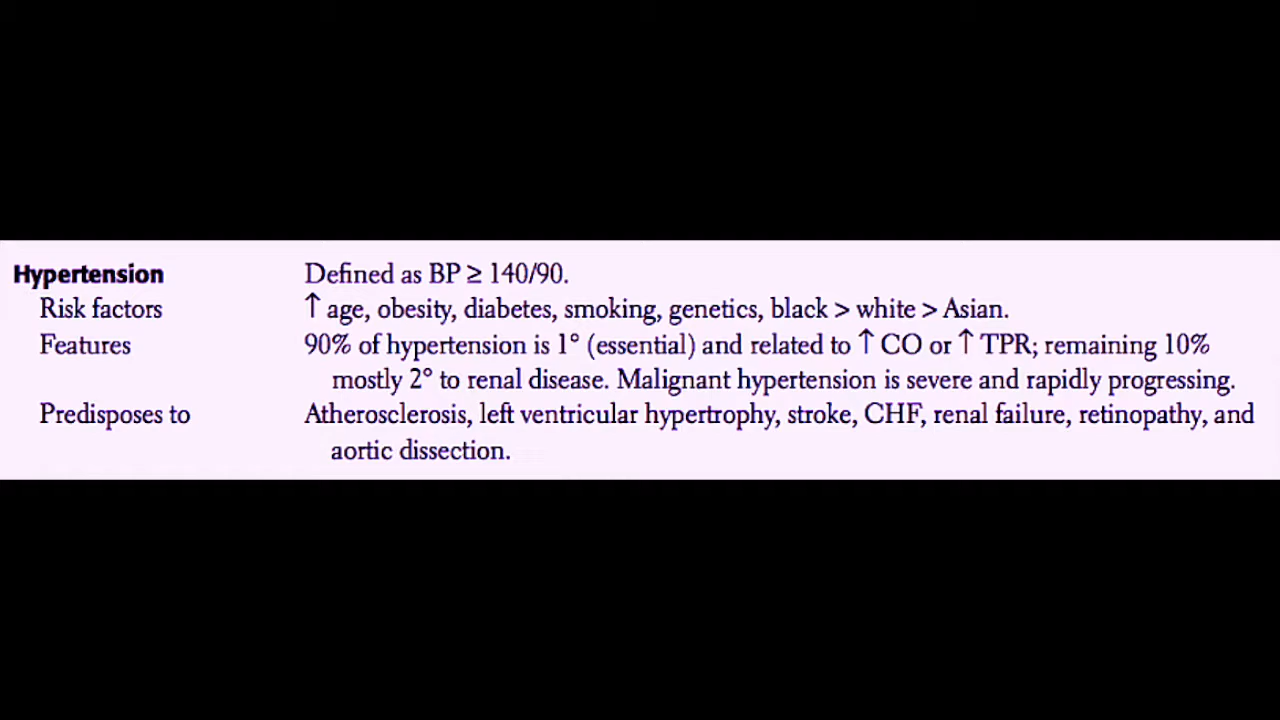 Hypertension Defined as BP ≥ 140/90.
Risk factors ↑ age, obesity, diabetes, smoking, genetics, black > white > Asian.
Features 90% of hypertension is 1° (essential) and related to ↑ CO or ↑ TPR; remaining 10%
mostly 2° to renal disease. Malignant hypertension is severe and rapidly progressing.
Predisposes to Atherosclerosis, left ventricular hypertrophy, stroke, CHF, renal failure, retinopathy, and
aortic dissection.